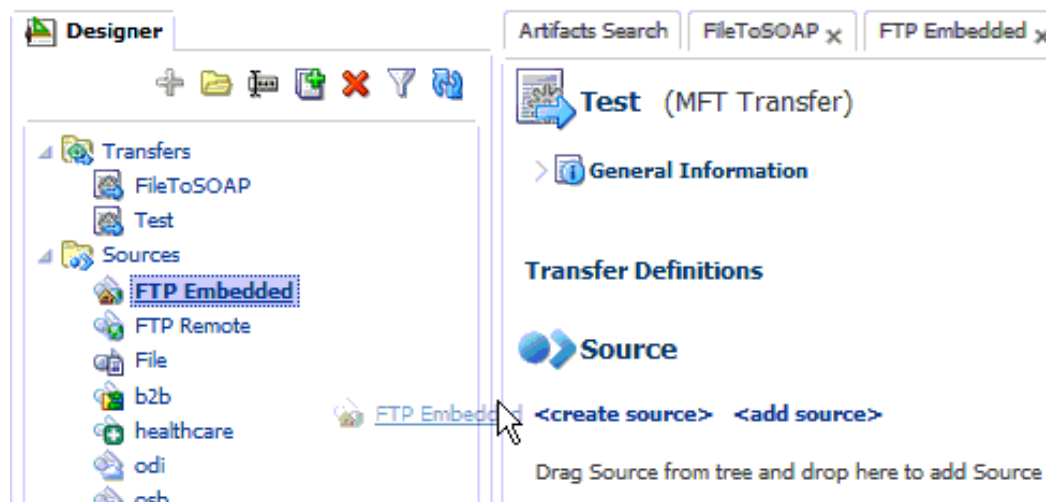 Designer
Artifacts Search
FileToSOAP
FTP Embedded
Test (MFT Transfer)
General Information
Transfers
FileToSOAP
Test
Sources
FTP Embedded
FTP Remote
File
b2b
healthcare
odi
osb
Transfer Definitions
Source
FTP Embedded
<create source> <add source>
Drag Source from tree and drop here to add Source